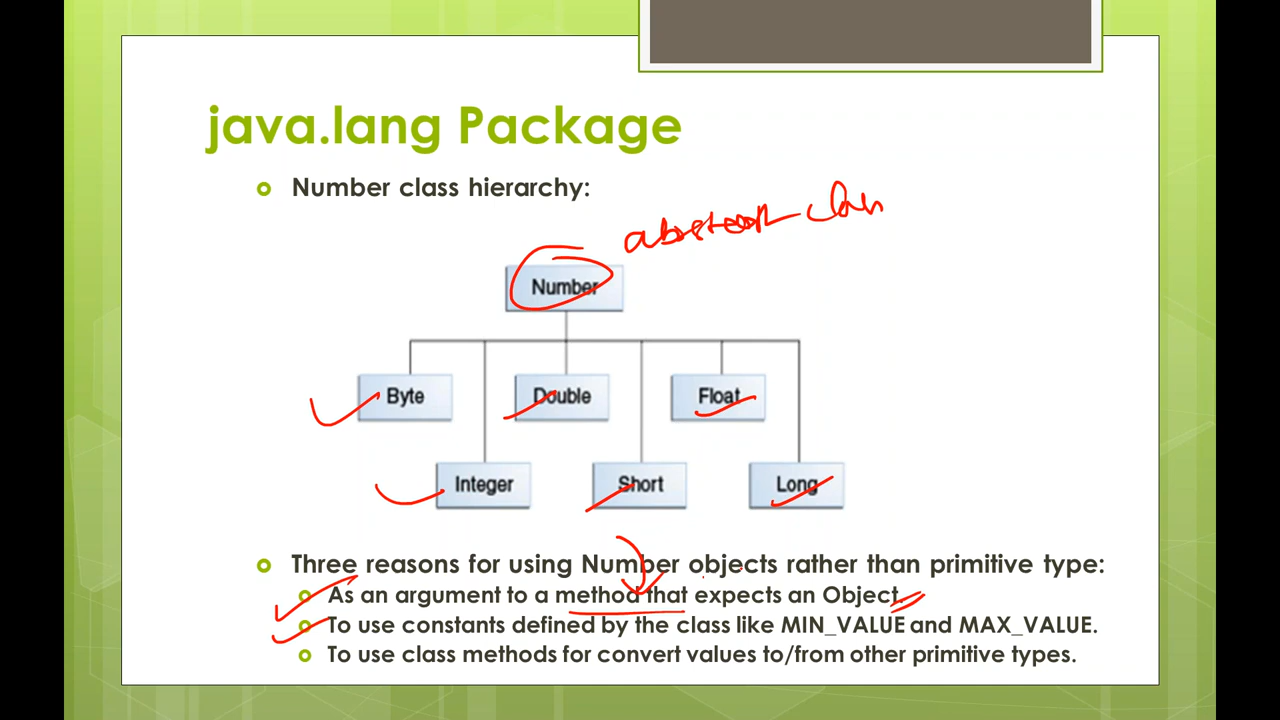 java.lang Package
Number class hierarchy:
abstract class
Number
Byte
Double
Float
Integer
Short
Long
Three reasons for using Number objects rather than primitive type:
As an argument to a method that expects an Object.
To use constants defined by the class like MIN_VALUE and MAX_VALUE.
To use class methods for convert values to/from other primitive types.